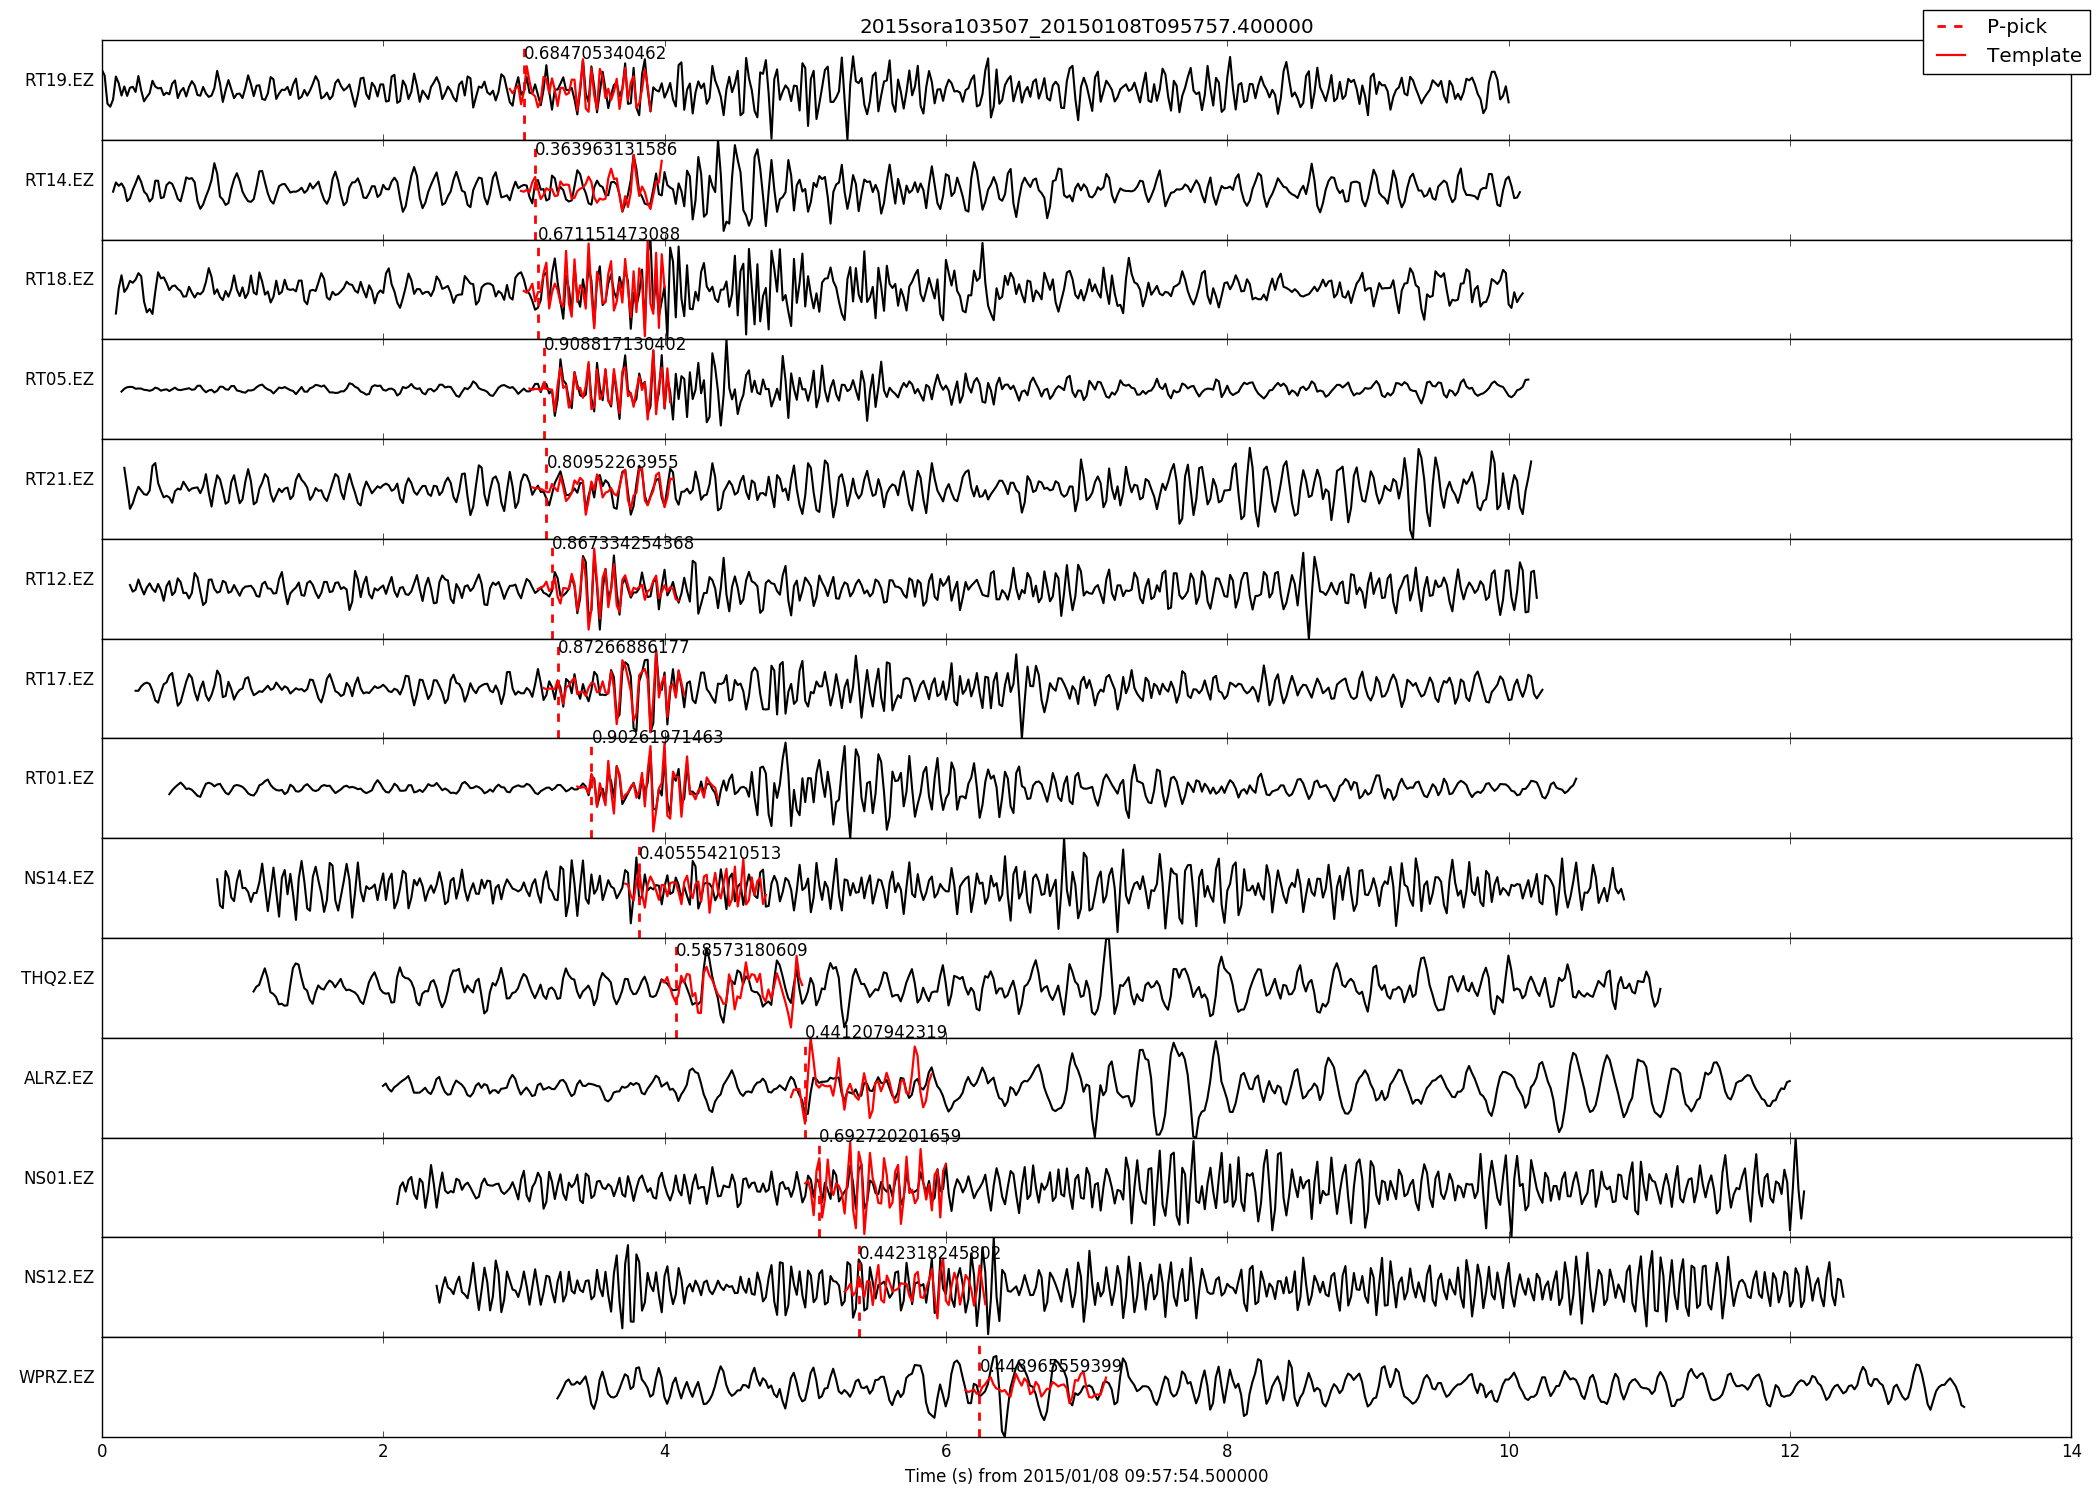 2015sora103507_20150108T095757.400000
P-pick
Template
RT19.EZ
0.684705340462
RT14.EZ
0.363963131586
RT18.EZ
0.671151473088
RT05.EZ
0.908817130402
RT21.EZ
0.80952263955
RT12.EZ
0.867334254368
RT17.EZ
0.87266886177
RT01.EZ
0.90261971463
NS14.EZ
0.405554210513
THQ2.EZ
0.58573180609
ALRZ.EZ
0.441207942319
NS01.EZ
0.692720201659
NS12.EZ
0.442318245802
WPRZ.EZ
0.448965559399
0 2 4 6 8 10 12 14
Time (s) from 2015/01/08 09:57:54.500000